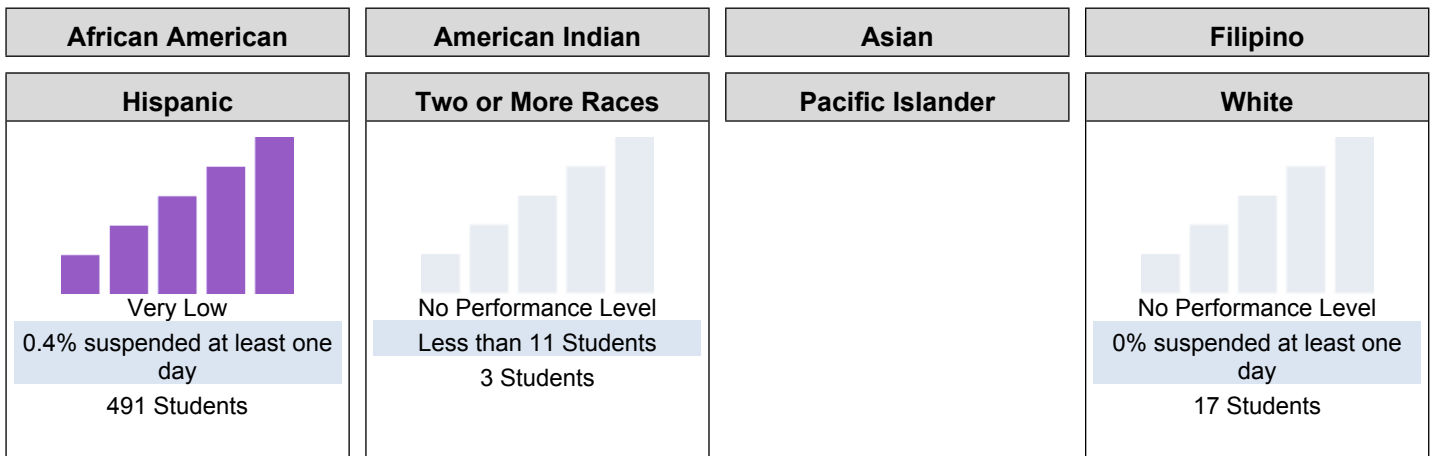 African American
American Indian
Asian
Filipino
Hispanic
Very Low
0.4% suspended at least one
day
491 Students
Two or More Races
No Performance Level
Less than 11 Students
3 Students
Pacific Islander
White
No Performance Level
0% suspended at least one
day
17 Students